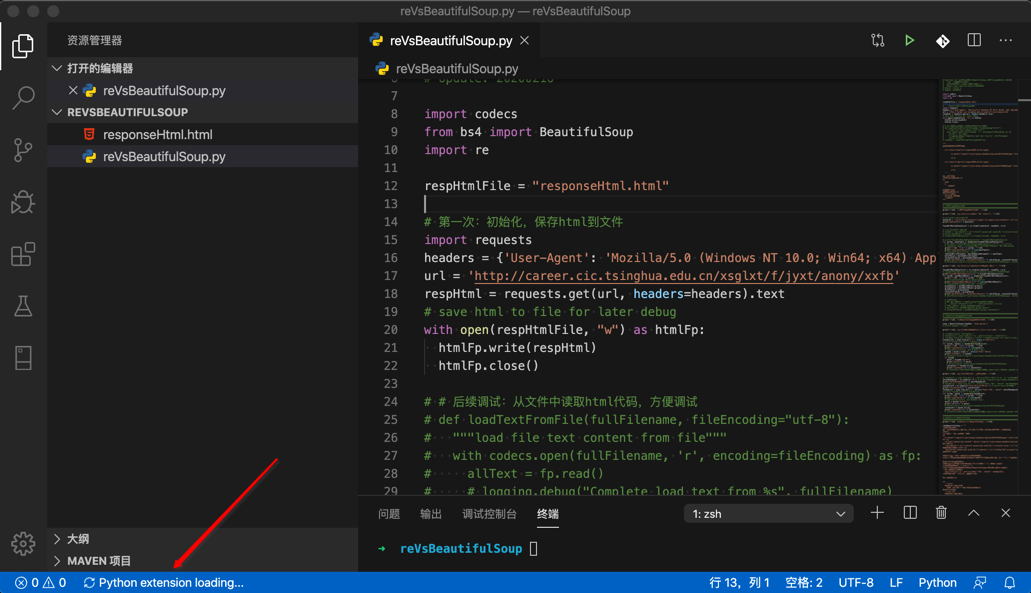 reVsBeautifulSoup.py — reVsBeautifulSoup
资源管理器
打开的编辑器
reVsBeautifulSoup.py
REVSBEAUTIFULSOUP
responseHtml.html
reVsBeautifulSoup.py
大纲
MAVEN 项目
reVsBeautifulSoup.py
reVsBeautifulSoup.py
7
8 import codecs
9 from bs4 import BeautifulSoup
10 import re
11
12 respHtmlFile = "responseHtml.html"
13
14 # 第一次：初始化，保存html到文件
15 import requests
16 headers = {'User-Agent': 'Mozilla/5.0 (Windows NT 10.0; Win64; x64) App
17 url = 'http://career.cic.tsinghua.edu.cn/xsglxt/f/jyxt/anony/xxfb'
18 respHtml = requests.get(url, headers=headers).text
19 # save html to file for later debug
20 with open(respHtmlFile, "w") as htmlFp:
21 htmlFp.write(respHtml)
22 htmlFp.close()
23
24 # # 后续调试：从文件中读取html代码，方便调试
25 # def loadTextFromFile(fullFilename, fileEncoding="utf-8"):
26 # """load file text content from file"""
27 # with codecs.open(fullFilename, 'r', encoding=fileEncoding) as fp:
28 # allText = fp.read()
29 # # logging.debug("Complete load text from %s", fullFilename)
问题 输出 调试控制台 终端 1: zsh
➜ reVsBeautifulSoup
0 0 Python extension loading... 行 13，列 1 空格: 2 UTF-8 LF Python